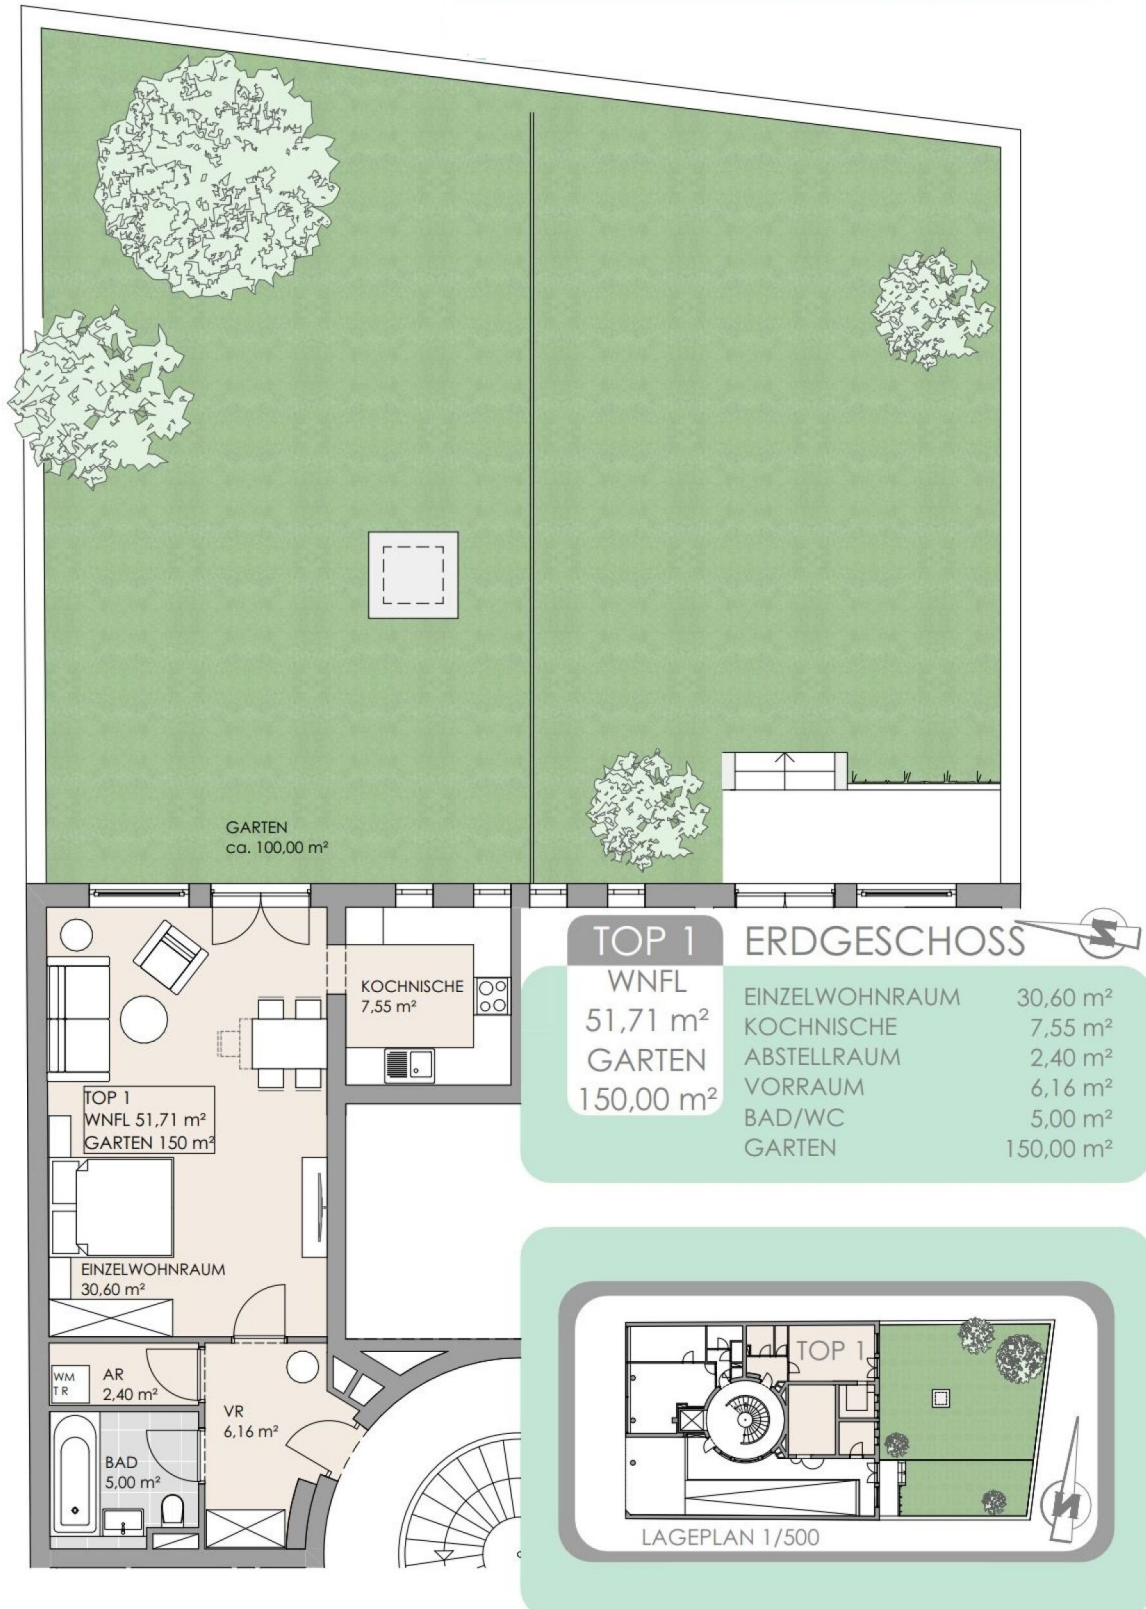 GARTEN
ca. 100,00 m²
KOCHNISCHE
7,55 m²
TOP 1
WNFL 51,71 m²
GARTEN 150 m²
EINZELWOHNRAUM
30,60 m²
WM
TR
AR
2,40 m²
VR
6,16 m²
BAD
5,00 m²
TOP 1
WNFL
51,71 m²
GARTEN
150,00 m²
ERDGESCHOSS
N
EINZELWOHNRAUM 30,60 m²
KOCHNISCHE 7,55 m²
ABSTELLRAUM 2,40 m²
VORRAUM 6,16 m²
BAD/WC 5,00 m²
GARTEN 150,00 m²
TOP 1
N
LAGEPLAN 1/500